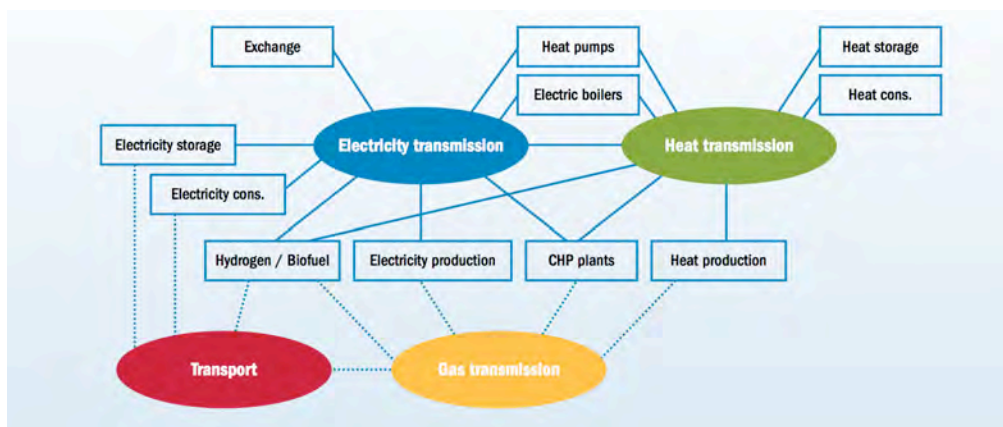 Exchange
Heat pumps
Heat storage
Electric boilers
Heat cons.
Electricity storage
Electricity transmission
Heat transmission
Electricity cons.
Hydrogen / Biofuel
Electricity production
CHP plants
Heat production
Transport
Gas transmission